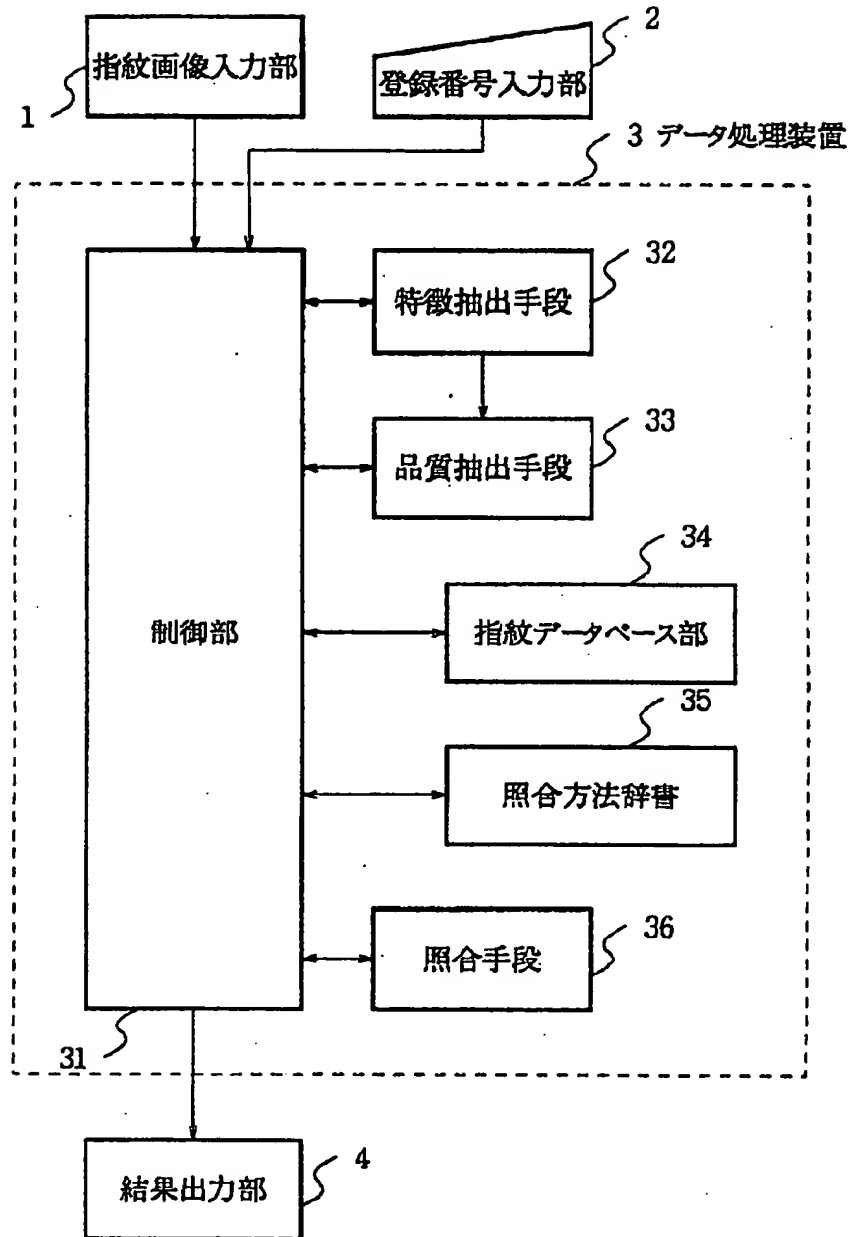 指紋画像入力部
1
登録番号入力部
2
3 データ処理装置
特徴抽出手段
32
品質抽出手段
33
制御部
31
指紋データベース部
34
照合方法辞書
35
照合手段
36
結果出力部
4